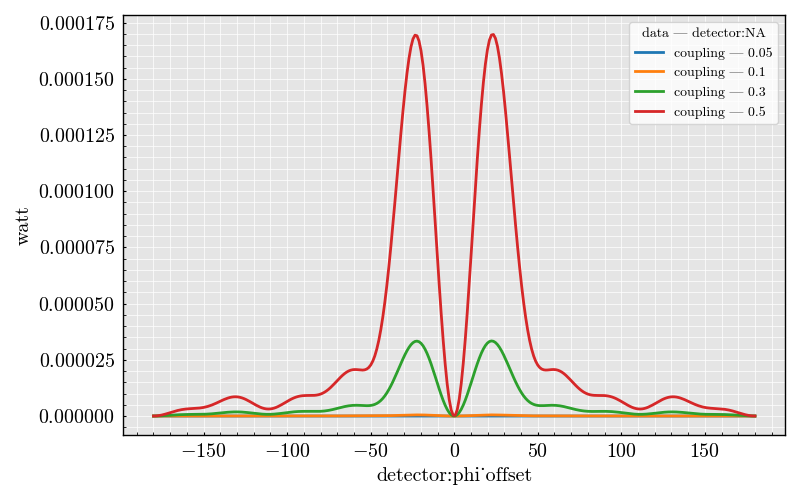 0.000175
0.000150
0.000125
0.000100
0.000075
0.000050
0.000025
0.000000
watt
−150
−100
−50
0
50
100
150
detector:phi˙offset
data — detector:NA
coupling — 0.05
coupling — 0.1
coupling — 0.3
coupling — 0.5